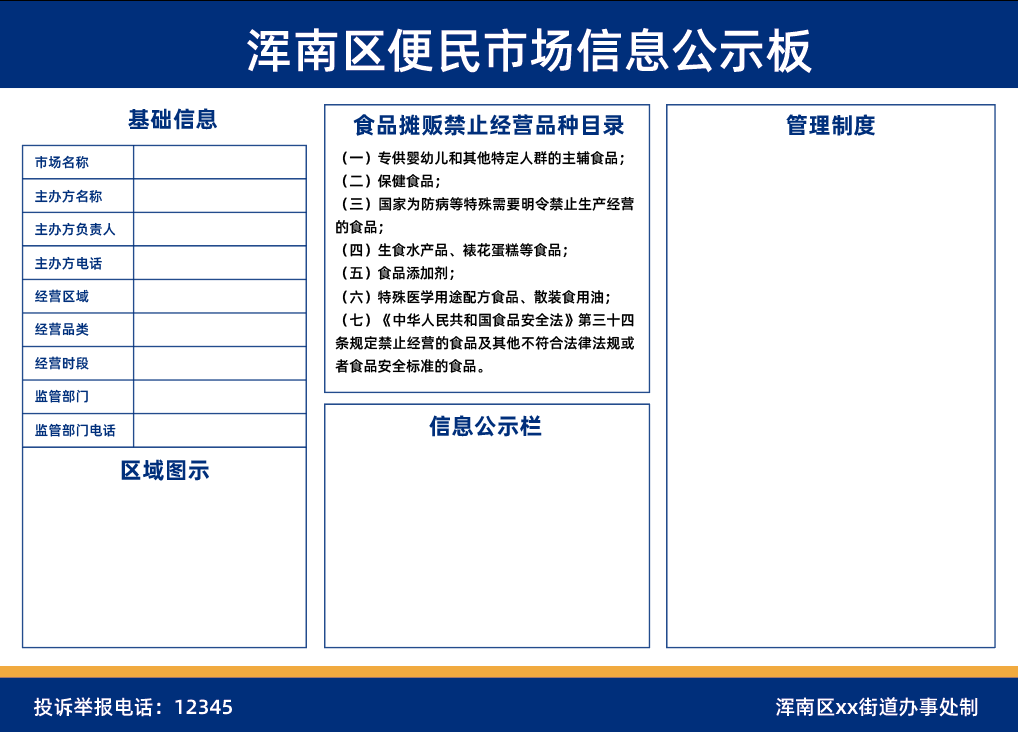 浑南区便民市场信息公示板
基础信息
市场名称
主办方名称
主办方负责人
主办方电话
经营区域
经营品类
经营时段
监管部门
监管部门电话
区域图示
食品摊贩禁止经营品种目录
（一）专供婴幼儿和其他特定人群的主辅食品；
（二）保健食品；
（三）国家为防病等特殊需要明令禁止生产经营
的食品；
（四）生食水产品、裱花蛋糕等食品；
（五）食品添加剂；
（六）特殊医学用途配方食品、散装食用油；
（七）《中华人民共和国食品安全法》第三十四
条规定禁止经营的食品及其他不符合法律法规或
者食品安全标准的食品。
信息公示栏
管理制度
投诉举报电话：12345
浑南区xx街道办事处制